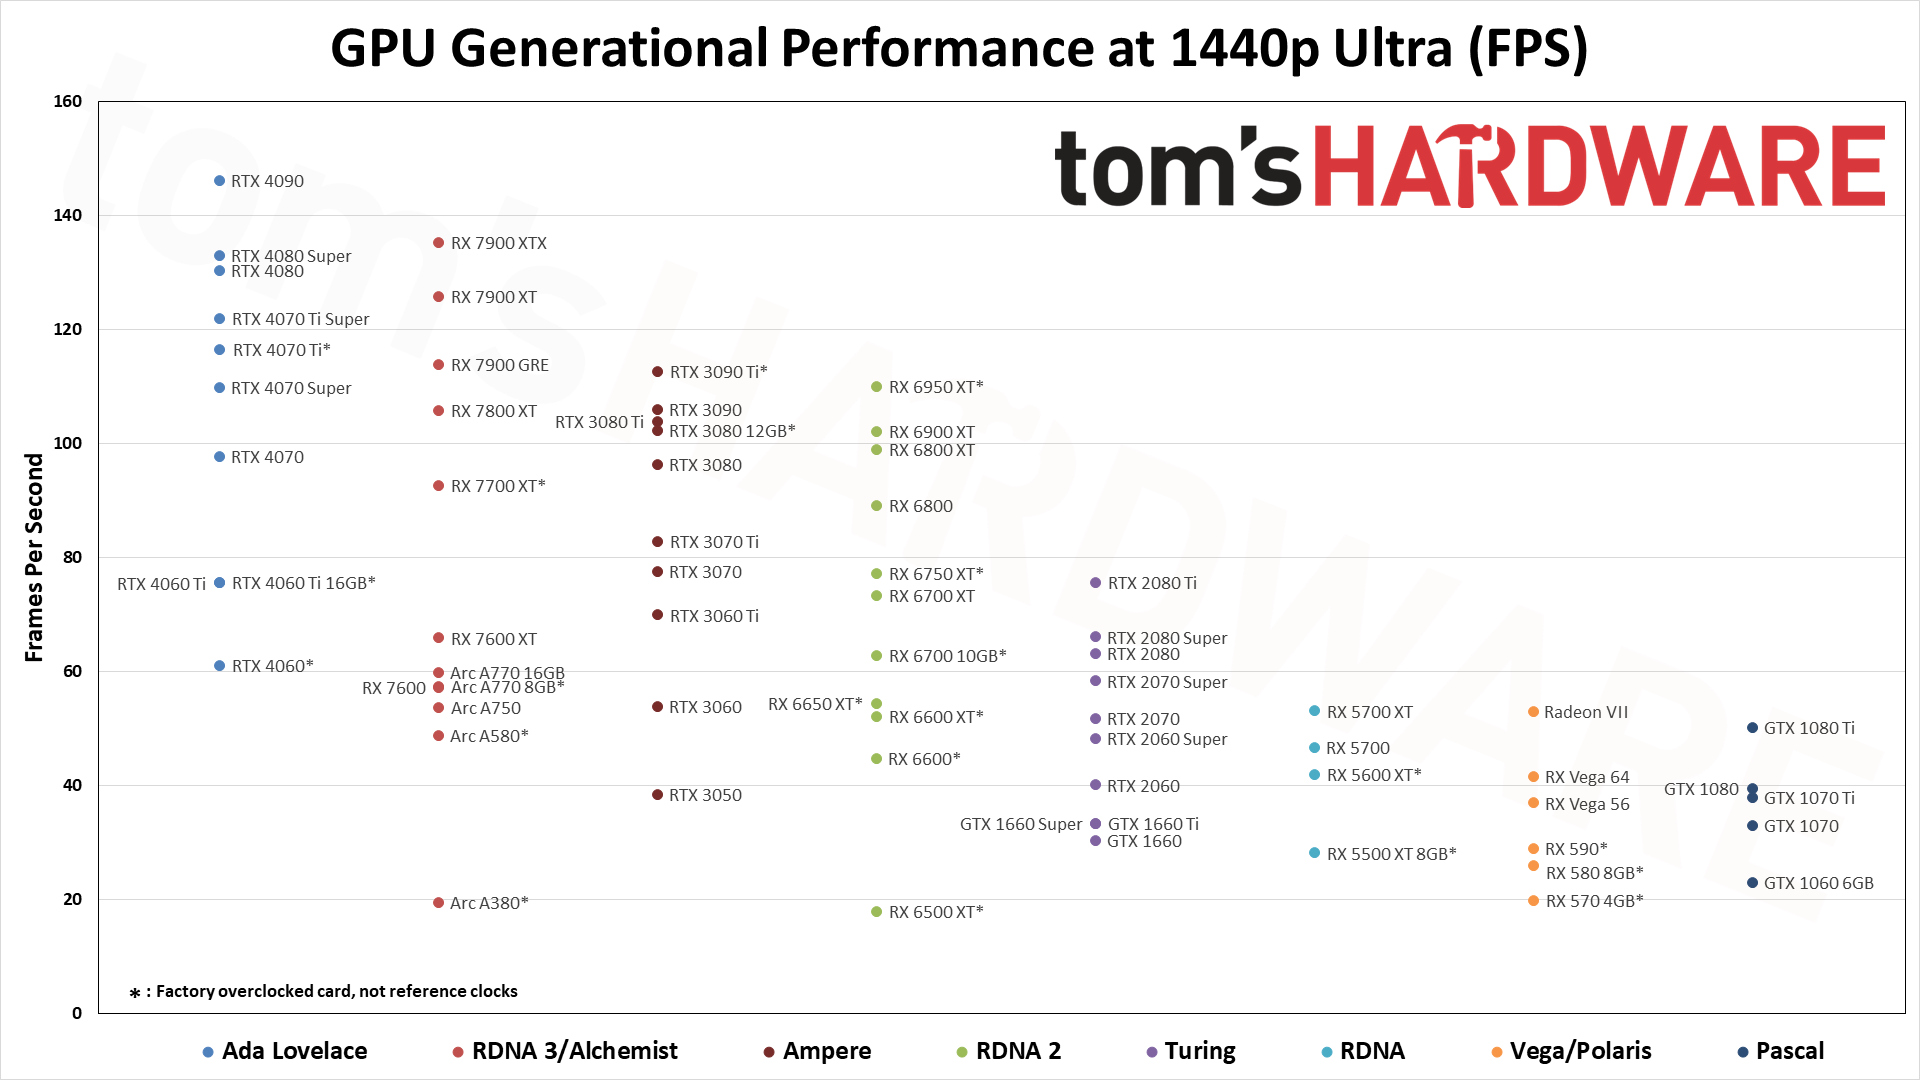 GPU Generational Performance at 1440p Ultra (FPS)
tom'sHARDWARE
Frames Per Second
160
140
120
100
80
60
40
20
0
RTX 4090
RTX 4080 Super
RTX 4080
RTX 4070 Ti Super
RTX 4070 Ti*
RTX 4070 Super
RTX 4070
RTX 4060 Ti
RTX 4060 Ti 16GB*
RTX 4060*
RX 7900 XTX
RX 7900 XT
RX 7900 GRE
RX 7800 XT
RX 7700 XT*
RX 7600 XT
Arc A770 16GB
RX 7600
Arc A770 8GB*
Arc A750
Arc A580*
Arc A380*
RTX 3090 Ti*
RTX 3090
RTX 3080 Ti
RTX 3080 12GB*
RTX 3080
RTX 3070 Ti
RTX 3070
RTX 3060 Ti
RTX 3060
RTX 3050
RX 6950 XT*
RX 6900 XT
RX 6800 XT
RX 6800
RX 6750 XT*
RX 6700 XT
RX 6700 10GB*
RX 6650 XT*
RX 6600 XT*
RX 6600*
RX 6500 XT*
RTX 2080 Ti
RTX 2080 Super
RTX 2080
RTX 2070 Super
RTX 2070
RTX 2060 Super
RTX 2060
GTX 1660 Super
GTX 1660 Ti
GTX 1660
RX 5700 XT
RX 5700
RX 5600 XT*
RX 5500 XT 8GB*
Radeon VII
RX Vega 64
RX Vega 56
RX 590*
RX 580 8GB*
RX 570 4GB*
GTX 1080 Ti
GTX 1080
GTX 1070 Ti
GTX 1070
GTX 1060 6GB
* : Factory overclocked card, not reference clocks
Ada Lovelace
RDNA 3/Alchemist
Ampere
RDNA 2
Turing
RDNA
Vega/Polaris
Pascal
tom'sHARDWARE